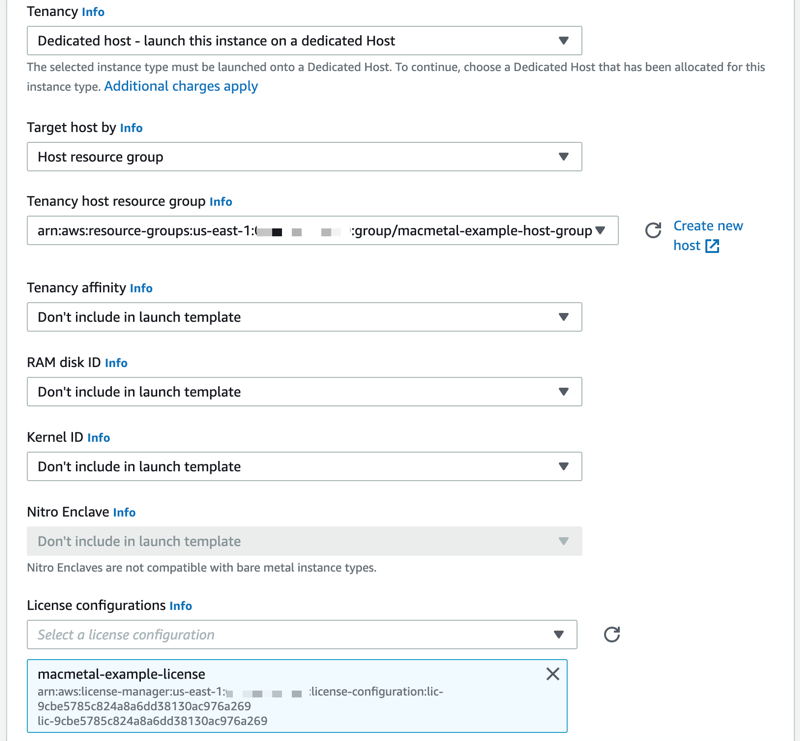 Tenancy Info
Dedicated host - launch this instance on a dedicated Host
The selected instance type must be launched onto a Dedicated Host. To continue, choose a Dedicated Host that has been allocated for this
instance type. Additional charges apply
Target host by Info
Host resource group
Tenancy host resource group Info
arn:aws:resource-groups:us-east-1: :group/macmetal-example-host-group
Create new
host
Tenancy affinity Info
Don't include in launch template
RAM disk ID Info
Don't include in launch template
Kernel ID Info
Don't include in launch template
Nitro Enclave Info
Don't include in launch template
Nitro Enclaves are not compatible with bare metal instance types.
License configurations Info
Select a license configuration
macmetal-example-license
arn:aws:license-manager:us-east-1: :license-configuration:lic-
9cbe5785c824a8a6dd38130ac976a269
lic-9cbe5785c824a8a6dd38130ac976a269